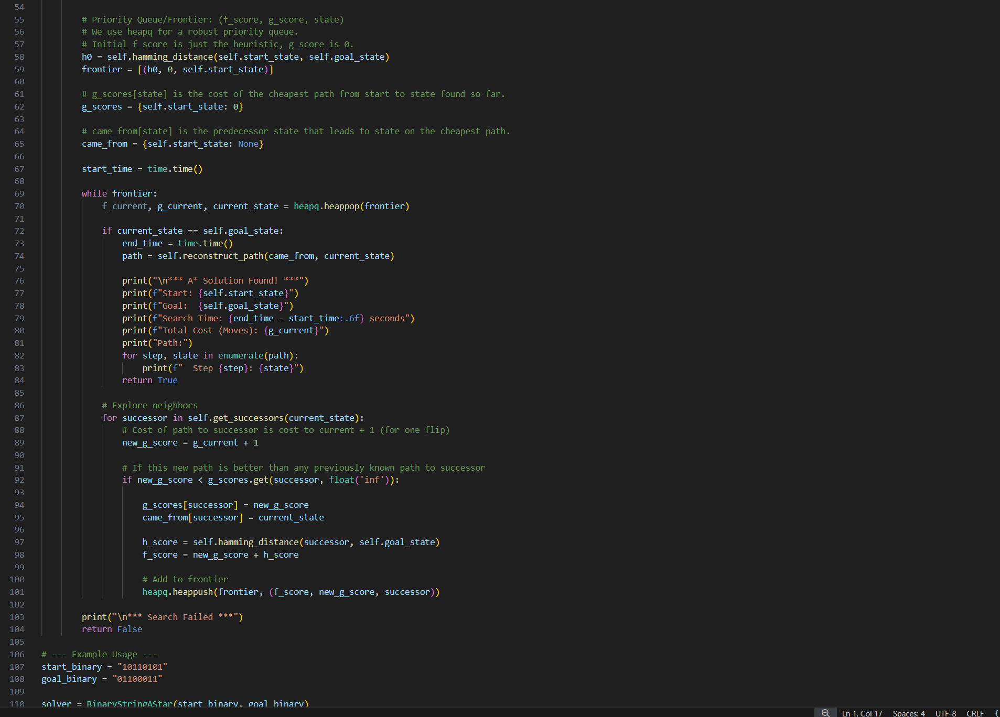 54
55 # Priority Queue/Frontier: (f_score, g_score, state)
56 # We use heapq for a robust priority queue.
57 # Initial f_score is just the heuristic, g_score is 0.
58 h0 = self.hamming_distance(self.start_state, self.goal_state)
59 frontier = [(h0, 0, self.start_state)]
60
61 # g_scores[state] is the cost of the cheapest path from start to state found so far.
62 g_scores = {self.start_state: 0}
63
64 # came_from[state] is the predecessor state that leads to state on the cheapest path.
65 came_from = {self.start_state: None}
66
67 start_time = time.time()
68
69 while frontier:
70 f_current, g_current, current_state = heapq.heappop(frontier)
71
72 if current_state == self.goal_state:
73 end_time = time.time()
74 path = self.reconstruct_path(came_from, current_state)
75
76 print("\n*** A* Solution Found! ***")
77 print(f"Start: {self.start_state}")
78 print(f"Goal:  {self.goal_state}")
79 print(f"Search Time: {end_time - start_time:.6f} seconds")
80 print(f"Total Cost (Moves): {g_current}")
81 print("Path:")
82 for step, state in enumerate(path):
83 print(f"  Step {step}: {state}")
84 return True
85
86 # Explore neighbors
87 for successor in self.get_successors(current_state):
88 # Cost of path to successor is cost to current + 1 (for one flip)
89 new_g_score = g_current + 1
90
91 # If this new path is better than any previously known path to successor
92 if new_g_score < g_scores.get(successor, float('inf')):
93
94 g_scores[successor] = new_g_score
95 came_from[successor] = current_state
96
97 h_score = self.hamming_distance(successor, self.goal_state)
98 f_score = new_g_score + h_score
99
100 # Add to frontier
101 heapq.heappush(frontier, (f_score, new_g_score, successor))
102
103 print("\n*** Search Failed ***")
104 return False
105
106 # --- Example Usage ---
107 start_binary = "10110101"
108 goal_binary = "01100011"
109
110 solver = BinaryStringAStar(start_binary, goal_binary)
Ln 1, Col 17 Spaces: 4 UTF-8 CRLF {